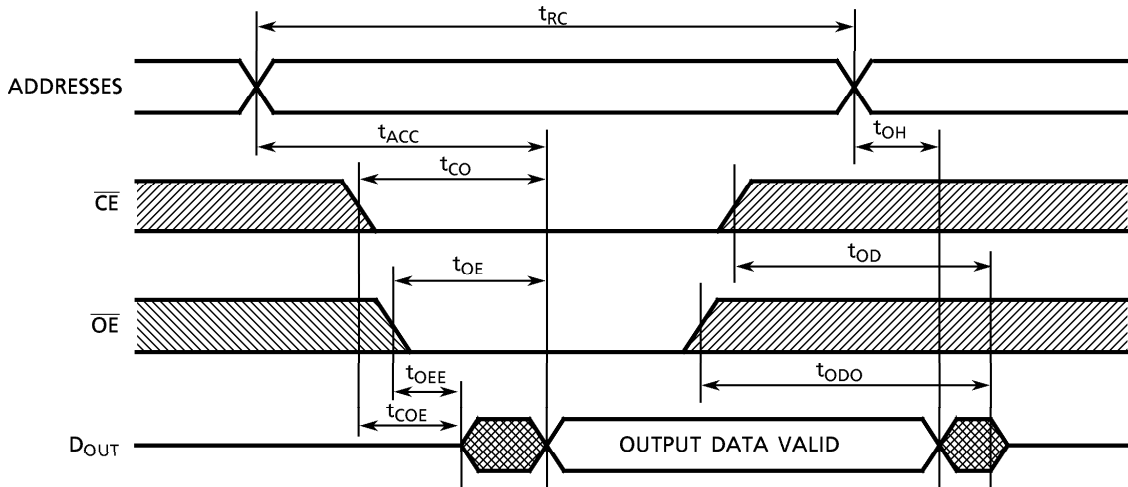 tRC
ADDRESSES
tACC
tOH
tCO
CE
tOD
tOE
OE
tOEE
tODO
tCOE
DOUT
OUTPUT DATA VALID